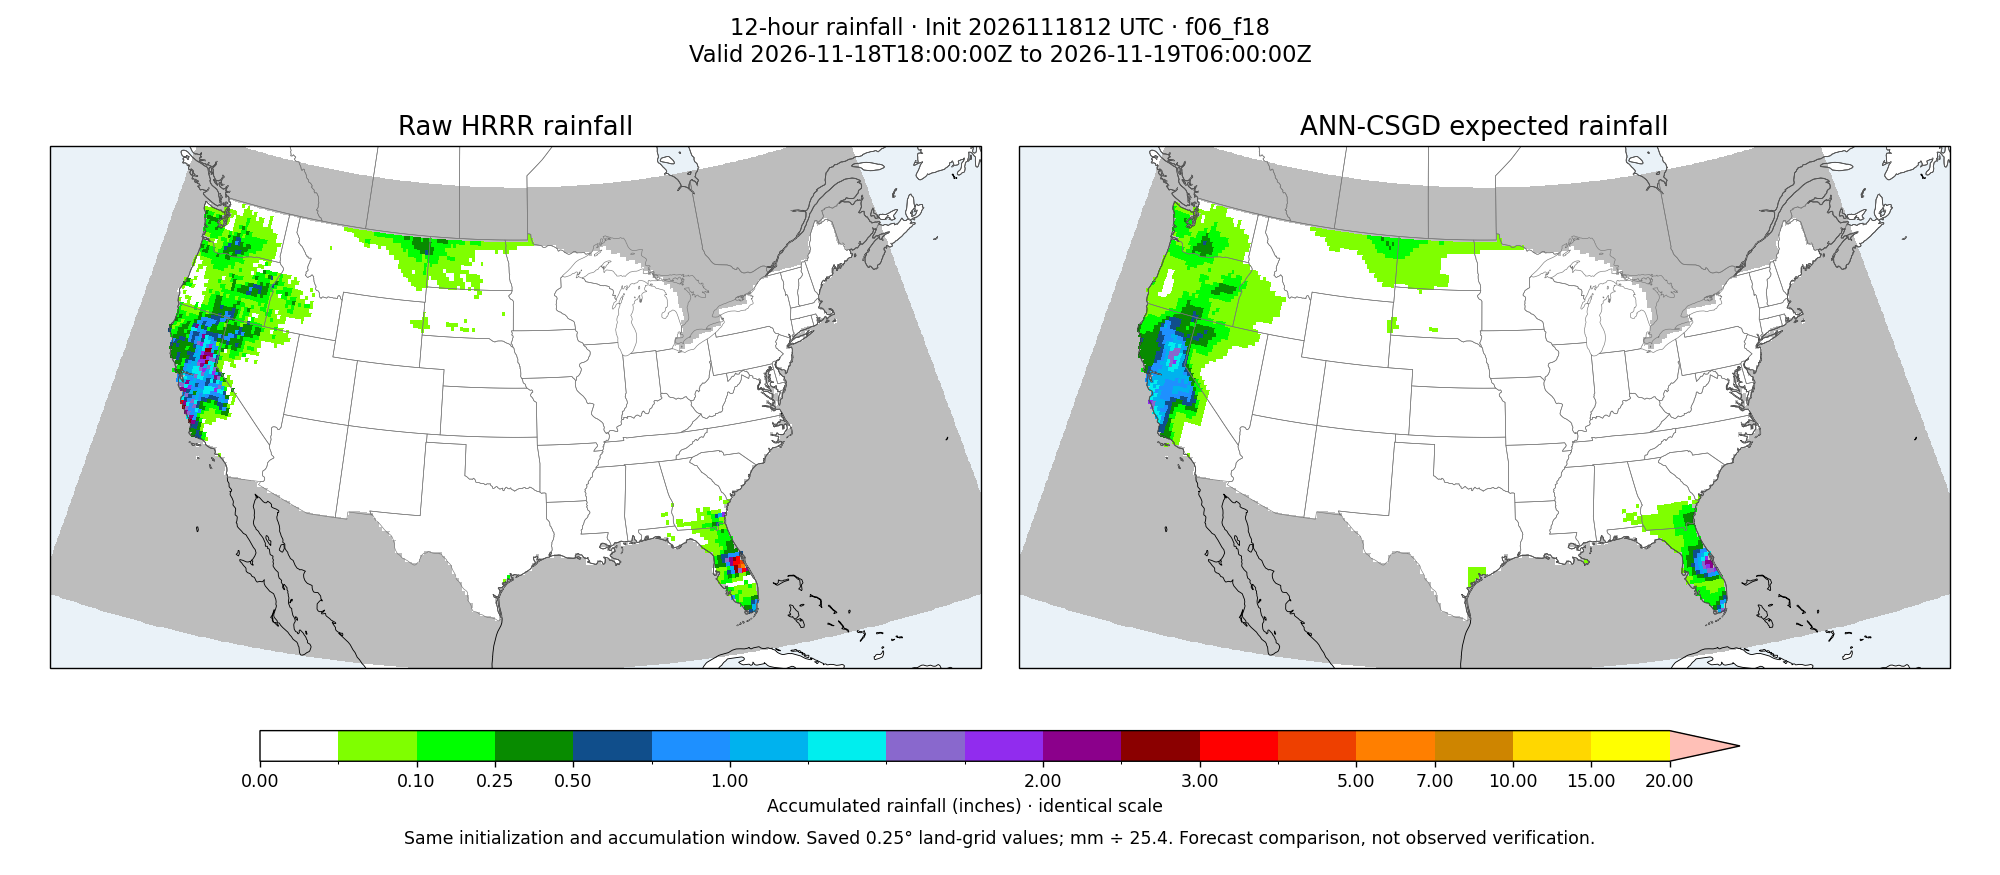 12-hour rainfall · Init 2026111812 UTC · f06_f18
Valid 2026-11-18T18:00:00Z to 2026-11-19T06:00:00Z
Raw HRRR rainfall
ANN-CSGD expected rainfall
0.00 0.10 0.25 0.50 1.00 2.00 3.00 5.00 7.00 10.00 15.00 20.00
Accumulated rainfall (inches) · identical scale
Same initialization and accumulation window. Saved 0.25° land-grid values; mm ÷ 25.4. Forecast comparison, not observed verification.